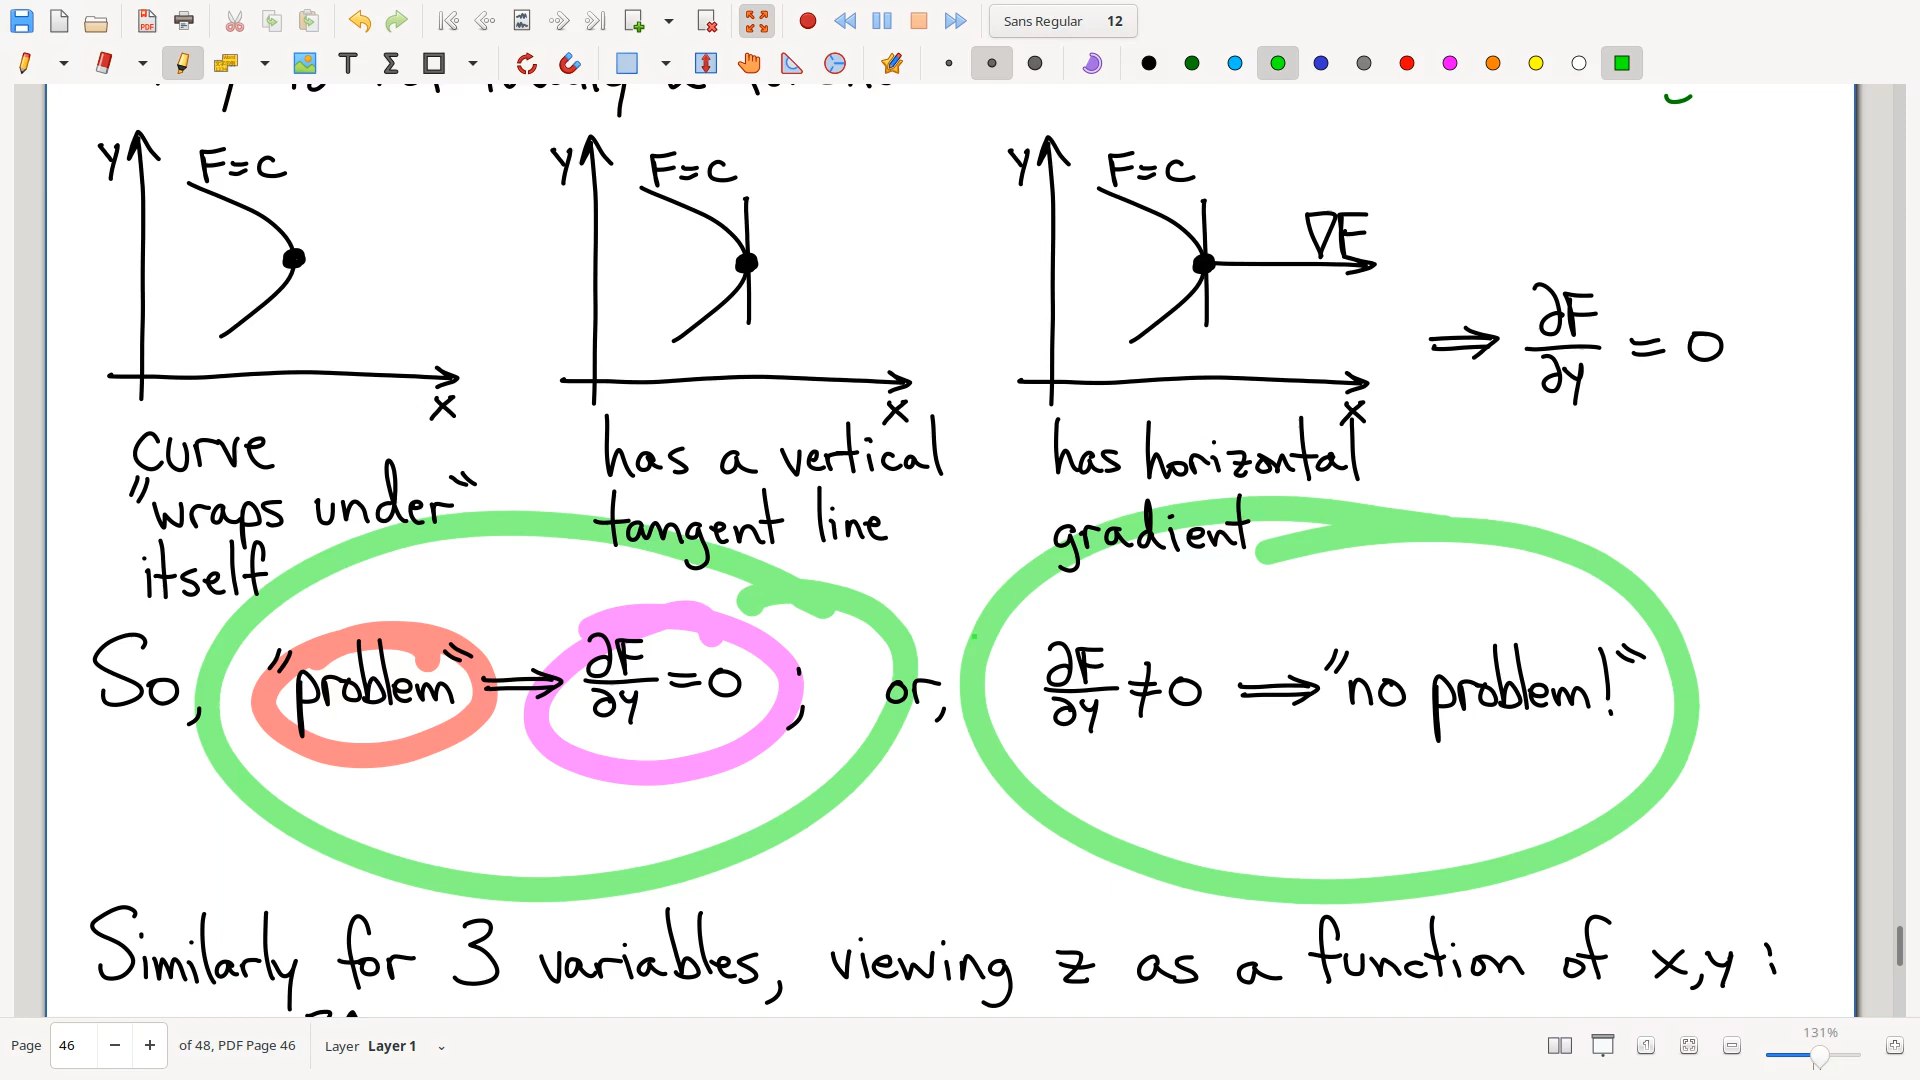 Sans Regular 12
y F=c
y F=c
y F=c
∇F
x
x
x
⟹ ∂F/∂y = 0
curve
"wraps under"
itself
has a vertical
tangent line
has horizontal
gradient
So, "problem" ⟹ ∂F/∂y = 0 ; or, ∂F/∂y ≠ 0 ⟹ "no problem!"
Similarly for 3 variables, viewing z as a function of x,y :
Page 46 of 48, PDF Page 46 Layer Layer 1 131%